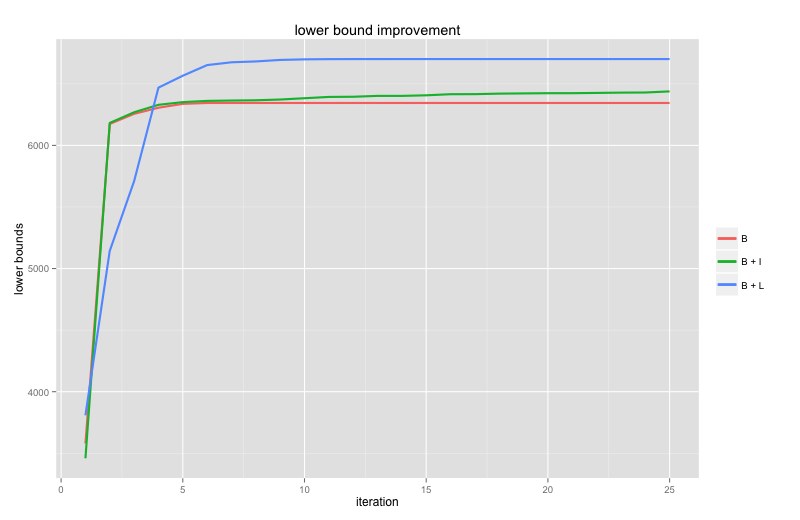 lower bound improvement
6000
5000
4000
lower bounds
0 5 10 15 20 25
iteration
B
B + I
B + L